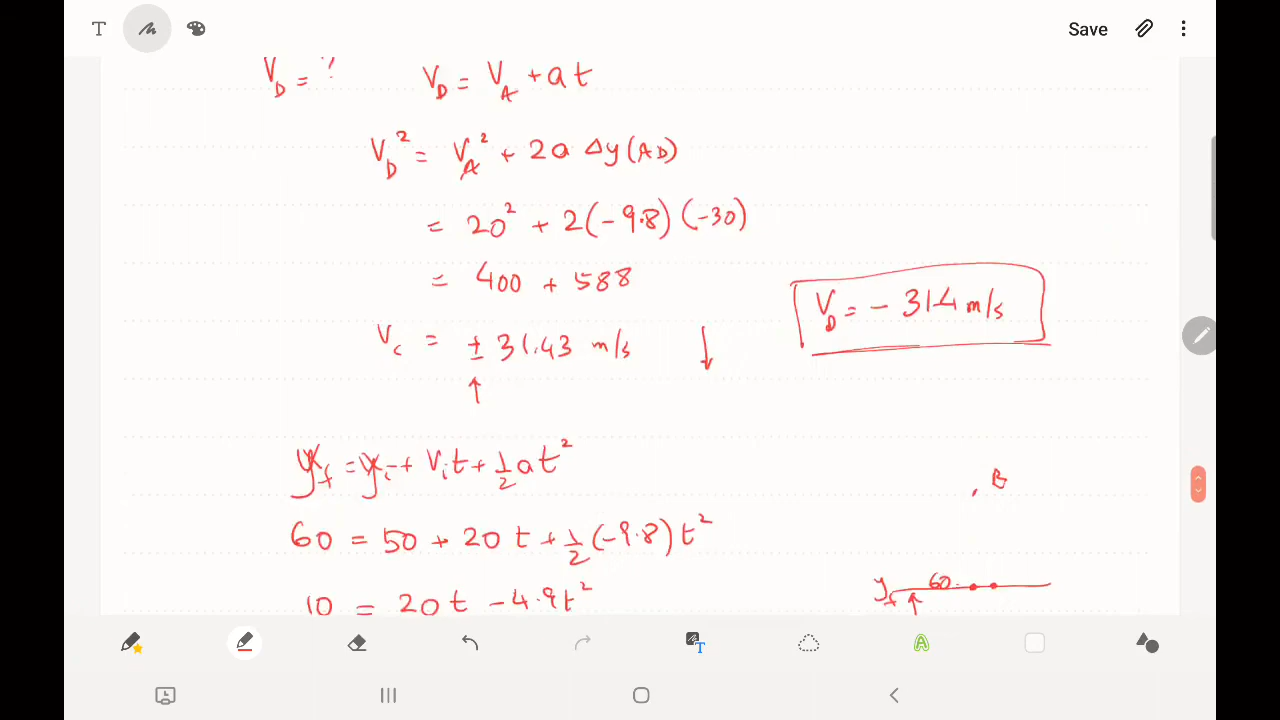 Save
V_D = ? V_D = V_A + at
V_D² = V_A² + 2a Δy(AD)
= 20² + 2(-9.8)(-30)
= 400 + 588
V_D = - 31.4 m/s
V_c = ± 31.43 m/s ↓
↑
y_f = y_i + V_i t + ½ a t²
. B
60 = 50 + 20 t + ½ (-9.8) t²
y_f 60
10 = 20t - 4.9t²